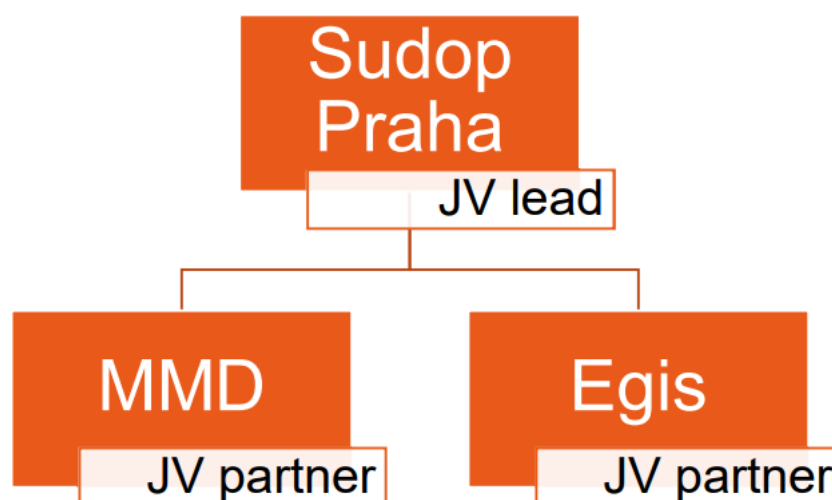 Sudop
Praha
JV lead
MMD
JV partner
Egis
JV partner